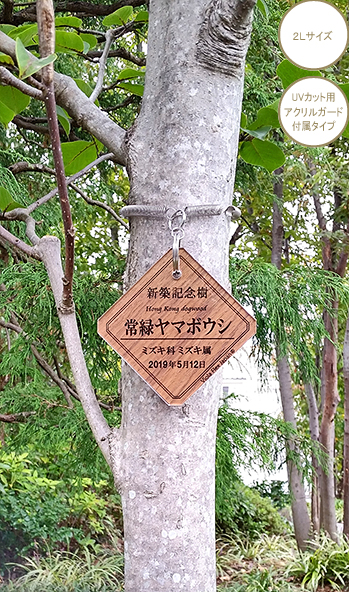 2Lサイズ
UVカット用
アクリルガード
付属タイプ
新築記念樹
Hong Kong dogwood
常緑ヤマボウシ
ミズキ科 ミズキ属
2019年5月12日